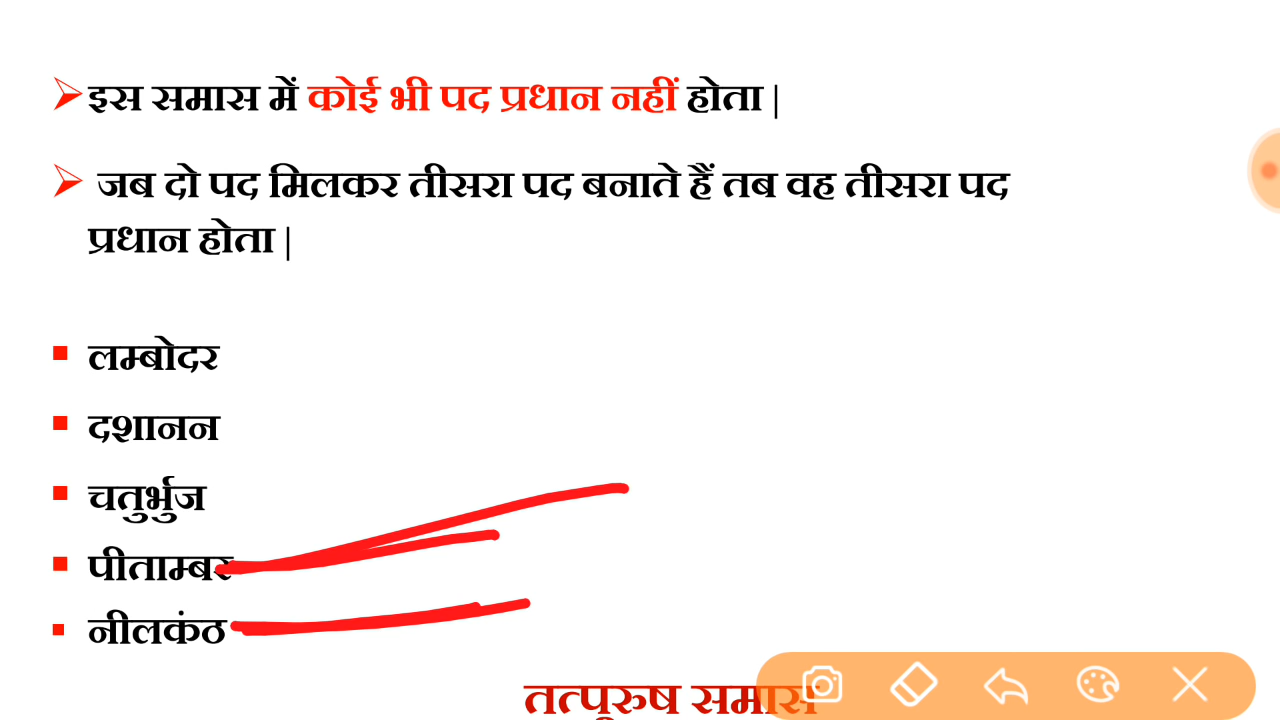 इस समास में कोई भी पद प्रधान नहीं होता |
जब दो पद मिलकर तीसरा पद बनाते हैं तब वह तीसरा पद
प्रधान होता |
लम्बोदर
दशानन
चतुर्भुज
पीताम्बर
नीलकंठ
तत्पुरुष समास